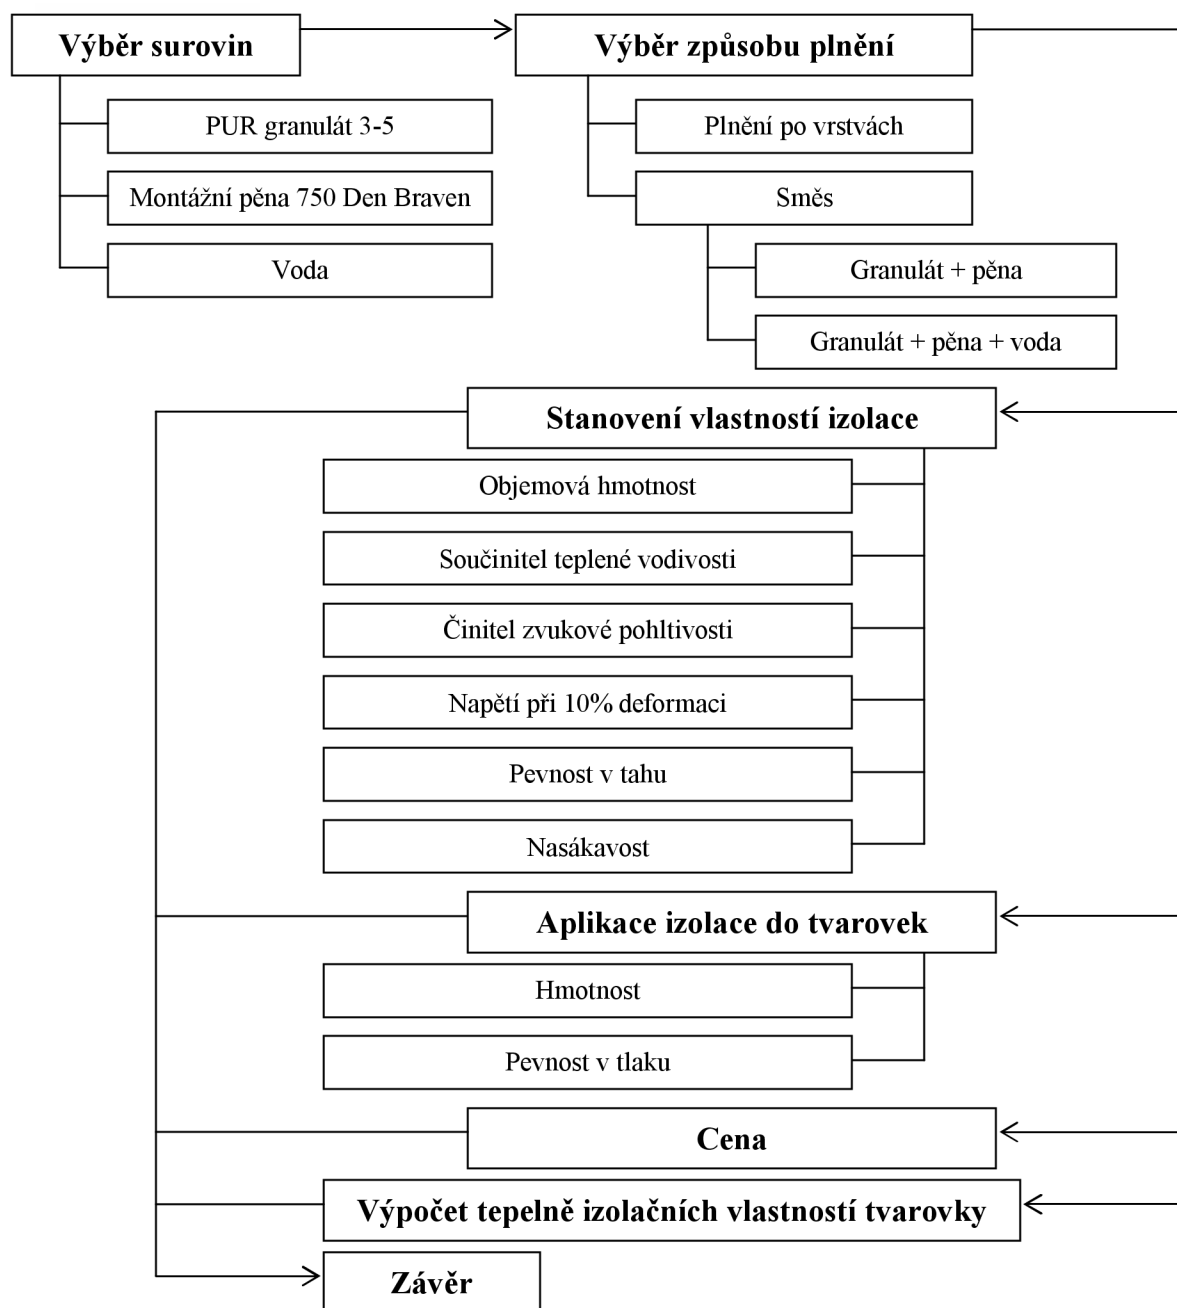 Výběr surovin
Výběr způsobu plnění
PUR granulát 3-5
Plnění po vrstvách
Montážní pěna 750 Den Braven
Směs
Voda
Granulát + pěna
Granulát + pěna + voda
Stanovení vlastností izolace
Objemová hmotnost
Součinitel teplené vodivosti
Činitel zvukové pohltivosti
Napětí při 10% deformaci
Pevnost v tahu
Nasákavost
Aplikace izolace do tvarovek
Hmotnost
Pevnost v tlaku
Cena
Výpočet tepelně izolačních vlastností tvarovky
Závěr